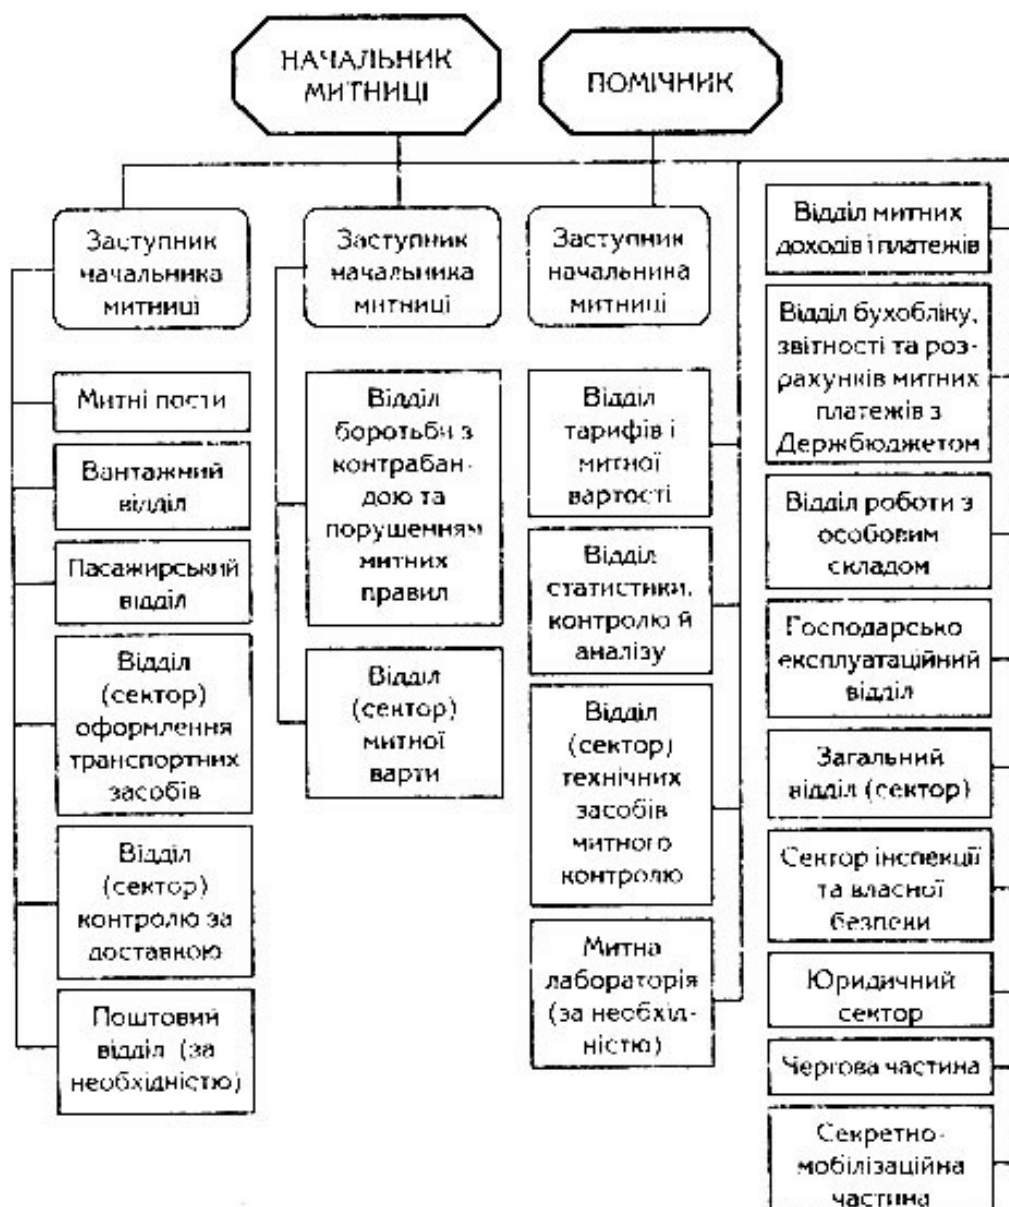 НАЧАЛЬНИК
МИТНИЦІ
ПОМІЧНИК
Заступник
начальника
митниці
Заступник
начальника
митниці
Заступник
начальника
митниці
Митні пости
Вантажний
відділ
Пасажирський
відділ
Відділ
(сектор)
оформлення
транспортних
засобів
Відділ
(сектор)
контролю за
доставкою
Поштовий
відділ (за
необхідністю)
Відділ
боротьби з
контрабан-
дою та
порушенням
митних
правил
Відділ
(сектор)
митної
варти
Відділ
тарифів і
митної
вартості
Відділ
статистики,
контролю й
аналізу
Відділ
(сектор)
технічних
засобів
митного
контролю
Митна
лабораторія
(за необхід-
ністю)
Відділ митних
доходів і платежів
Відділ бухобліку,
звітності та роз-
рахунків митних
платежів з
Держбюджетом
Відділ роботи з
особовим
складом
Господарсько
експлуатаційний
відділ
Загальний
відділ (сектор)
Сектор інспекції
та власної
безпеки
Юридичний
сектор
Чергова частина
Секретно-
мобілізаційна
частина